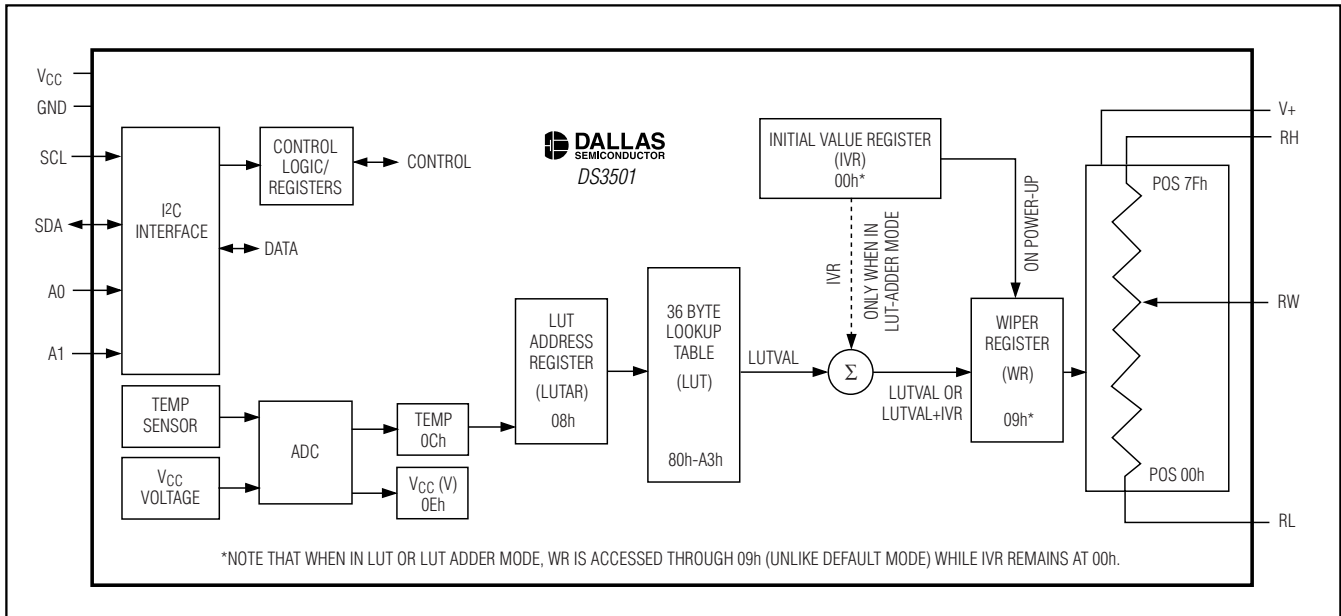 VCC
GND
SCL
SDA
A0
A1
I2C
INTERFACE
CONTROL
LOGIC/
REGISTERS
CONTROL
DATA
DALLAS
SEMICONDUCTOR
DS3501
TEMP
SENSOR
VCC
VOLTAGE
ADC
TEMP
0Ch
VCC (V)
0Eh
LUT
ADDRESS
REGISTER
(LUTAR)
08h
36 BYTE
LOOKUP
TABLE
(LUT)
80h-A3h
LUTVAL
INITIAL VALUE REGISTER
(IVR)
00h*
IVR
ONLY WHEN IN
LUT-ADDER MODE
ON POWER-UP
Σ
LUTVAL OR
LUTVAL+IVR
WIPER
REGISTER
(WR)
09h*
POS 7Fh
POS 00h
V+
RH
RW
RL
*NOTE THAT WHEN IN LUT OR LUT ADDER MODE, WR IS ACCESSED THROUGH 09h (UNLIKE DEFAULT MODE) WHILE IVR REMAINS AT 00h.